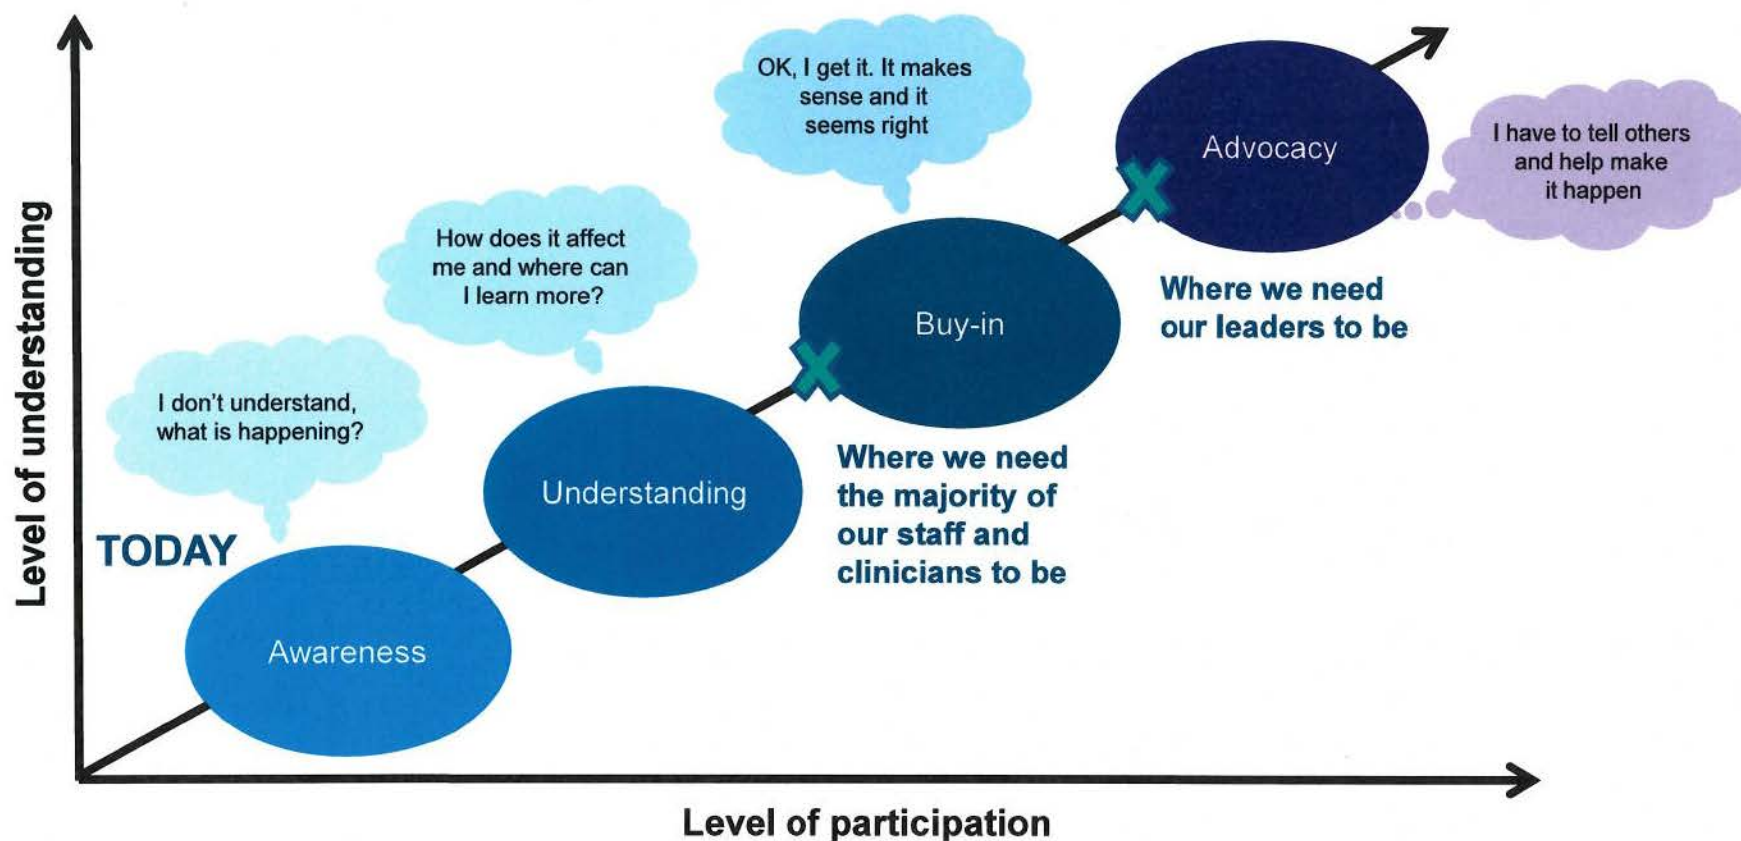 OK, I get it. It makes
sense and it
seems right
Advocacy
I have to tell others
and help make
it happen
How does it affect
me and where can
I learn more?
Buy-in
Where we need
our leaders to be
I don't understand,
what is happening?
Understanding
Where we need
the majority of
our staff and
clinicians to be
TODAY
Awareness
Level of understanding
Level of participation